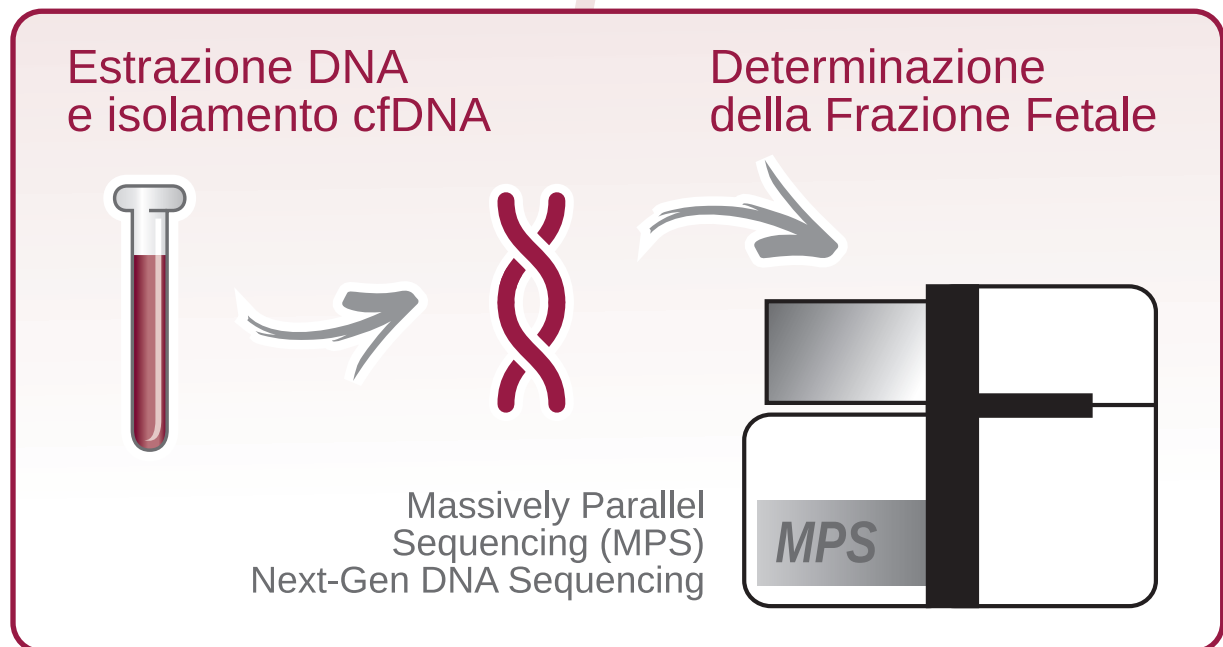 Estrazione DNA
e isolamento cfDNA
Determinazione
della Frazione Fetale
Massively Parallel
Sequencing (MPS)
Next-Gen DNA Sequencing
MPS